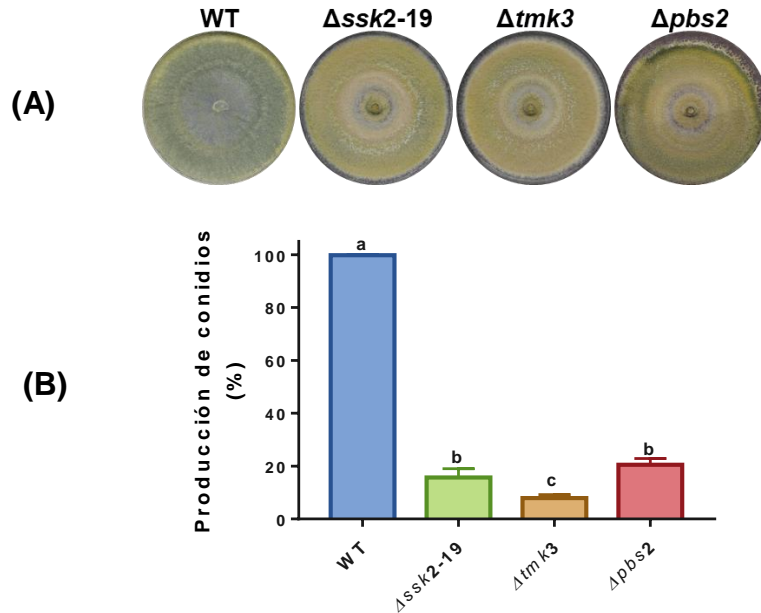 WT Δssk2-19 Δtmk3 Δpbs2
(A)
(B)
Producción de conidios
(%)
100
80
60
40
20
0
a
b
c
b
WT
Δssk2-19
Δtmk3
Δpbs2